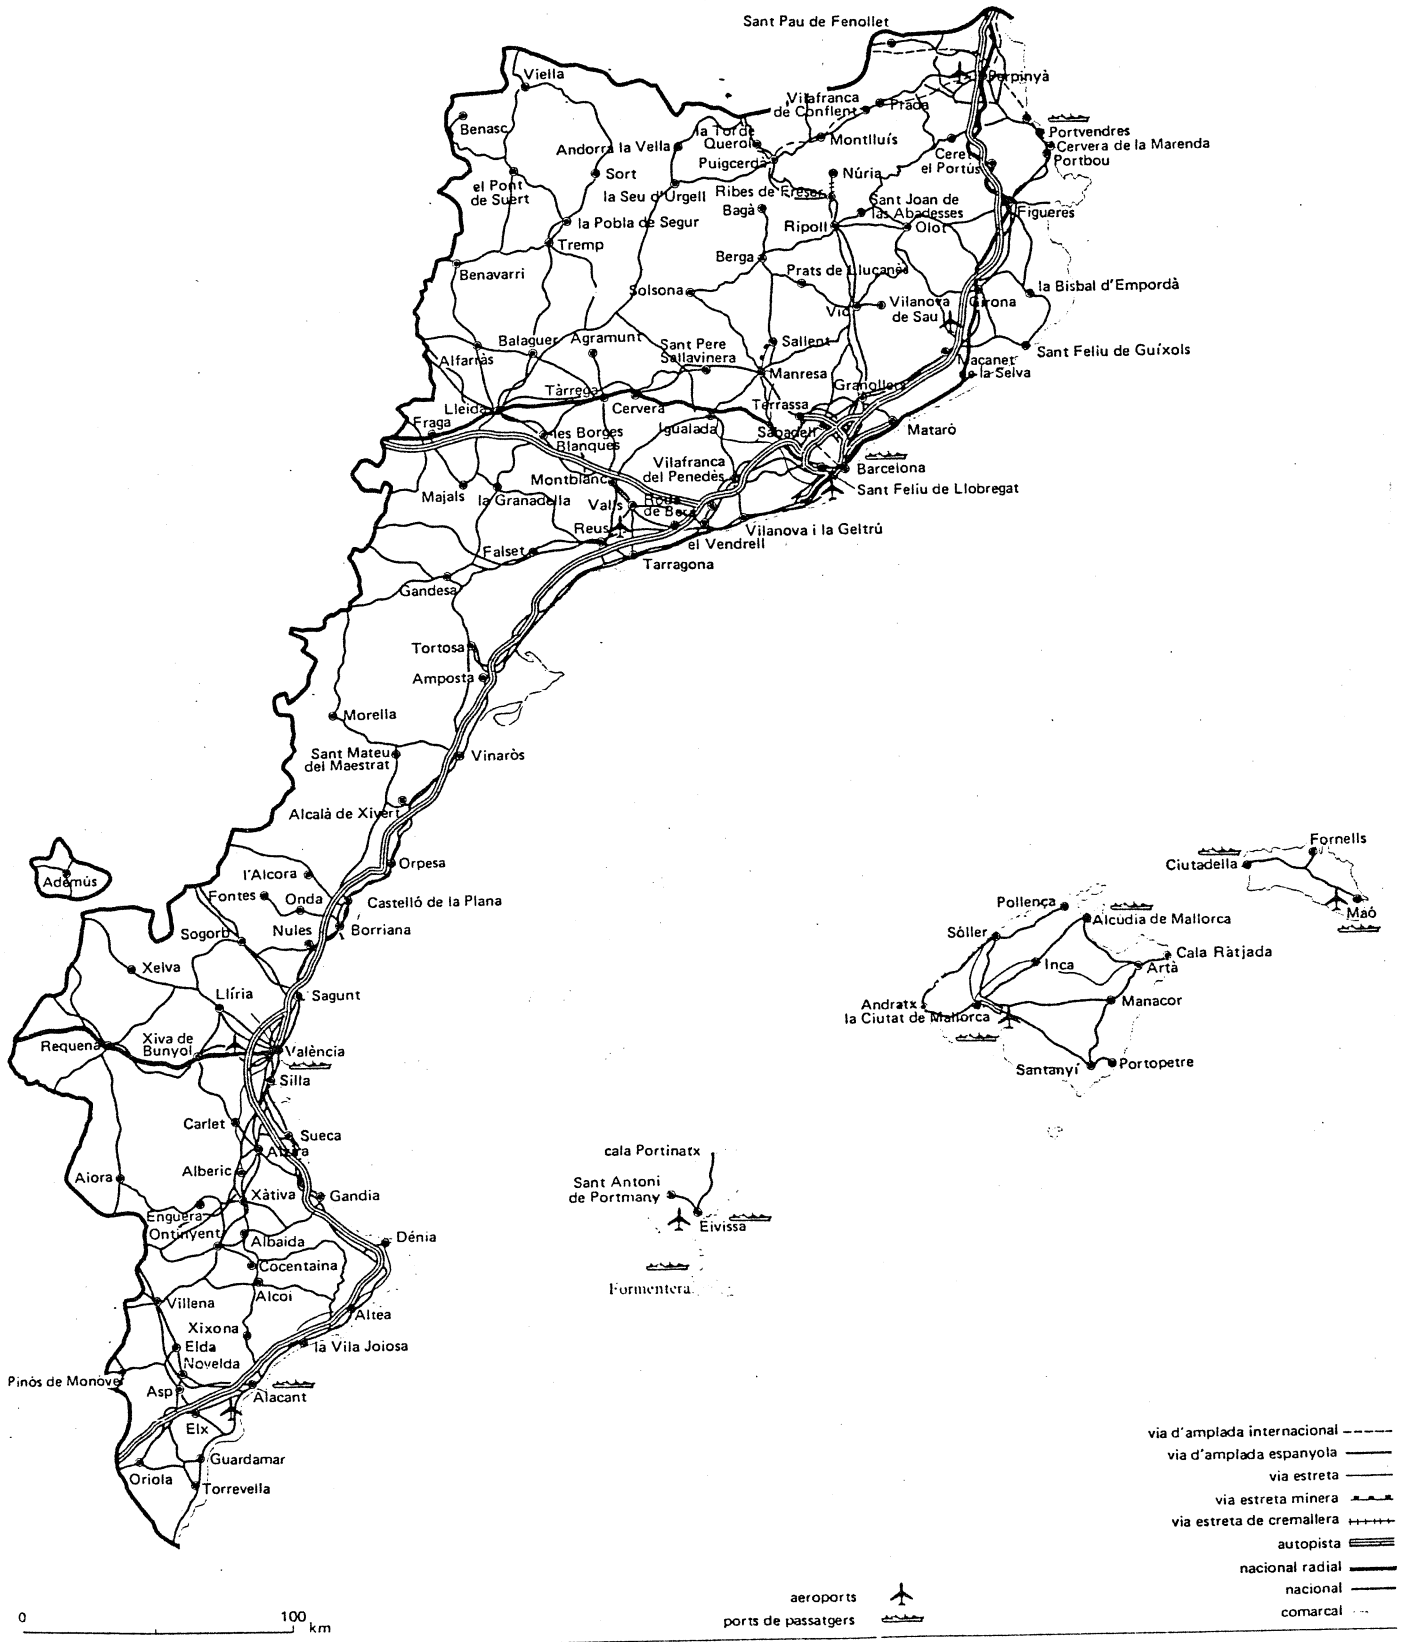 Sant Pau de Fenollet
Viella
Perpinyà
Vilafranca
de Conflent
Prada
Benasc
la Tor de
Querol
Montlluís
Portvendres
Cervera de la Marenda
Portbou
Andorra la Vella
Puigcerdà
Ceret
el Portús
Sort
Núria
el Pont
de Suert
la Seu d'Urgell
Ribes de Freser
Bagà
Sant Joan de
las Abadesses
Figueres
la Pobla de Segur
Ripoll
Olot
Tremp
Berga
Benavarri
Prats de Lluçanès
Solsona
la Bisbal d'Empordà
Vic
Vilanova
de Sau
Girona
Balaguer
Agramunt
Sant Pere
Sallavinera
Sallent
Sant Feliu de Guíxols
Alfarràs
Maçanet
de la Selva
Manresa
Granollers
Tàrrega
Cervera
Terrassa
Lleida
Fraga
Igualada
Sabadell
Mataró
les Borges
Blanques
Vilafranca
del Penedès
Barcelona
Montblanc
Sant Feliu de Llobregat
Majals
la Granadella
Valls
Roda
de Berà
Reus
Vilanova i la Geltrú
el Vendrell
Falset
Tarragona
Gandesa
Tortosa
Amposta
Morella
Sant Mateu
del Maestrat
Vinaròs
Alcalà de Xivert
Orpesa
Ademús
l'Alcora
Fontes
Onda
Castelló de la Plana
Nules
Borriana
Sogorb
Xelva
Llíria
Sagunt
Requena
Xiva de
Bunyol
València
Silla
Carlet
Sueca
Alzira
Alberic
Aiora
Xàtiva
Gandia
Enguera
Ontinyent
Albaida
Dénia
Cocentaina
Alcoi
Villena
Altea
Xixona
Elda
la Vila Joiosa
Novelda
Pinós de Monòver
Asp
Alacant
Elx
Guardamar
Oriola
Torrevella
Fornells
Ciutadella
Maó
Pollença
Alcúdia de Mallorca
Sóller
Cala Ratjada
Inca
Artà
Andratx
Manacor
la Ciutat de Mallorca
Santanyí
Portopetre
cala Portinatx
Sant Antoni
de Portmany
Eivissa
Formentera
via d'amplada internacional
via d'amplada espanyola
via estreta
via estreta minera
via estreta de cremallera
autopista
nacional radial
nacional
comarcal
aeroports
ports de passatgers
0
100
km